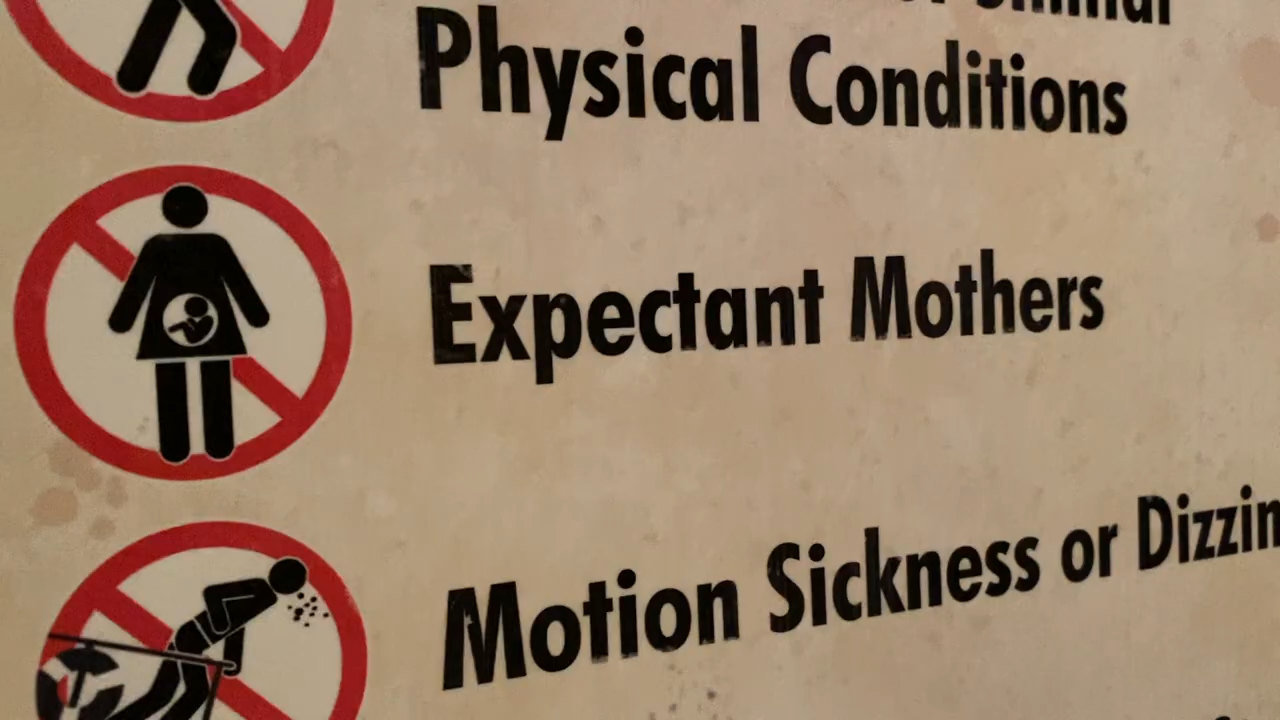 Physical Conditions
Expectant Mothers
Motion Sickness or